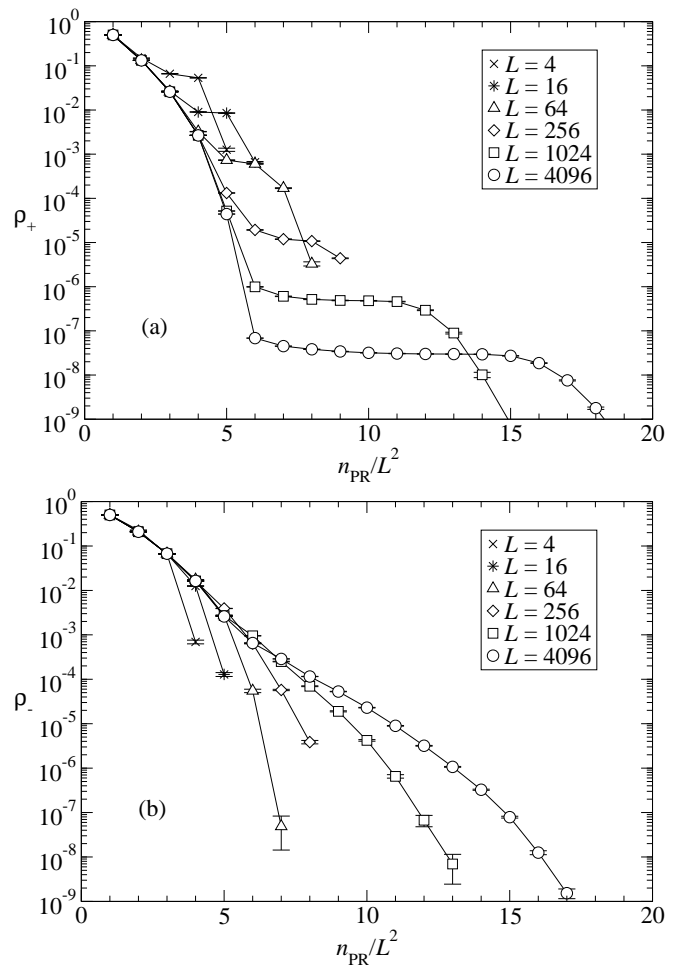 10^0
10^-1
10^-2
10^-3
10^-4
10^-5
10^-6
10^-7
10^-8
10^-9
ρ_+
L = 4
L = 16
L = 64
L = 256
L = 1024
L = 4096
(a)
0 5 10 15 20
n_PR/L^2
10^0
10^-1
10^-2
10^-3
10^-4
10^-5
10^-6
10^-7
10^-8
10^-9
ρ_-
L = 4
L = 16
L = 64
L = 256
L = 1024
L = 4096
(b)
0 5 10 15 20
n_PR/L^2